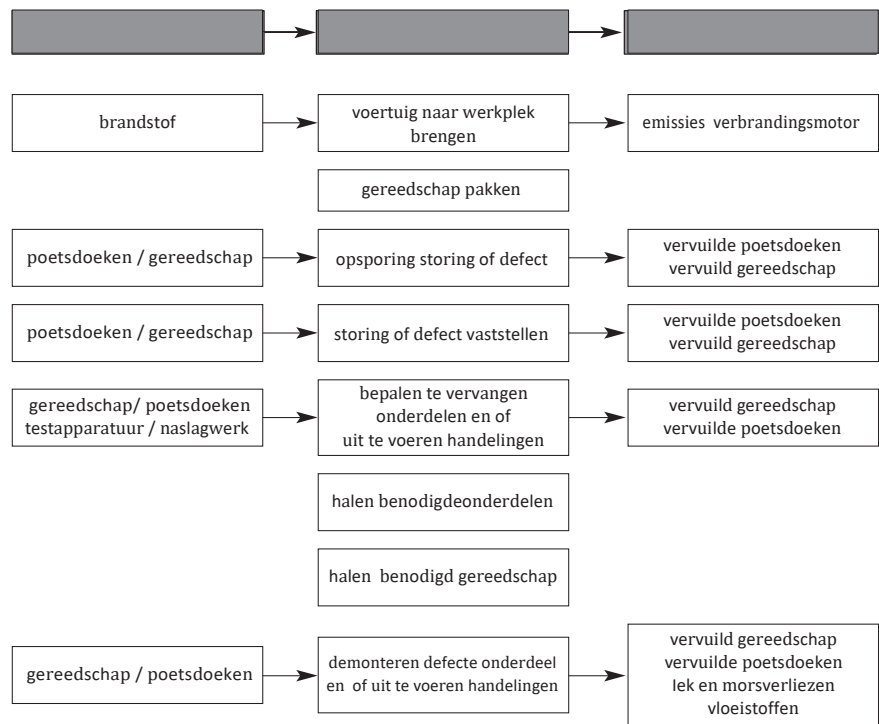 brandstof
voertuig naar werkplek
brengen
emissies verbrandingsmotor
gereedschap pakken
poetsdoeken / gereedschap
opsporing storing of defect
vervuilde poetsdoeken
vervuild gereedschap
poetsdoeken / gereedschap
storing of defect vaststellen
vervuilde poetsdoeken
vervuild gereedschap
gereedschap/ poetsdoeken
testapparatuur / naslagwerk
bepalen te vervangen
onderdelen en of
uit te voeren handelingen
vervuild gereedschap
vervuilde poetsdoeken
halen benodigdeonderdelen
halen benodigd gereedschap
gereedschap / poetsdoeken
demonteren defecte onderdeel
en of uit te voeren handelingen
vervuild gereedschap
vervuilde poetsdoeken
lek en morsverliezen
vloeistoffen